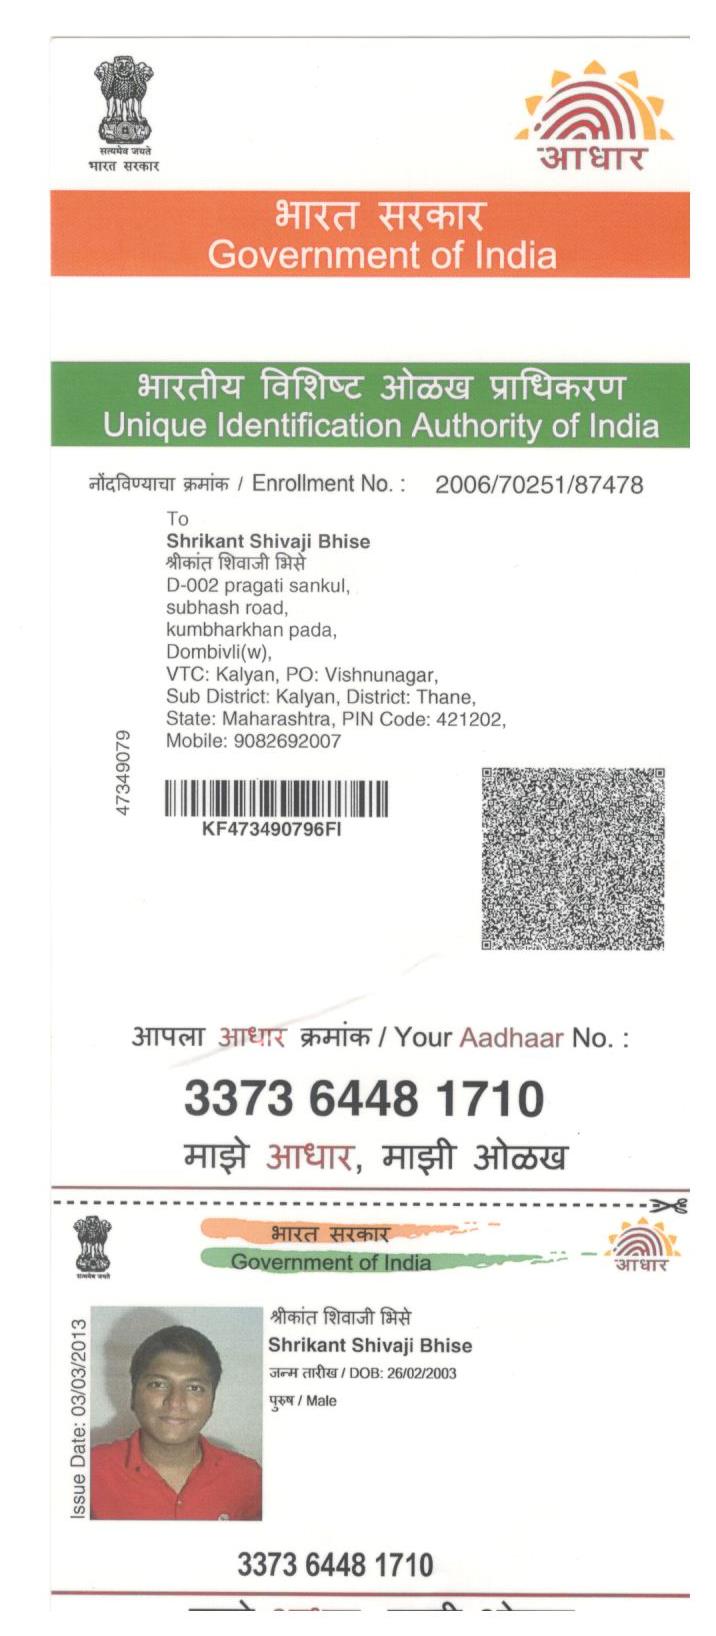 सत्यमेव जयते
भारत सरकार
आधार
भारत सरकार
Government of India
भारतीय विशिष्ट ओळख प्राधिकरण
Unique Identification Authority of India
नोंदविण्याचा क्रमांक / Enrollment No. : 2006/70251/87478
To
Shrikant Shivaji Bhise
श्रीकांत शिवाजी भिसे
D-002 pragati sankul,
subhash road,
kumbharkhan pada,
Dombivli(w),
VTC: Kalyan, PO: Vishnunagar,
Sub District: Kalyan, District: Thane,
State: Maharashtra, PIN Code: 421202,
Mobile: 9082692007
47349079
KF473490796FI
आपला आधार क्रमांक / Your Aadhaar No. :
3373 6448 1710
माझे आधार, माझी ओळख
भारत सरकार
Government of India
सत्यमेव जयते
आधार
Issue Date: 03/03/2013
श्रीकांत शिवाजी भिसे
Shrikant Shivaji Bhise
जन्म तारीख / DOB: 26/02/2003
पुरुष / Male
3373 6448 1710